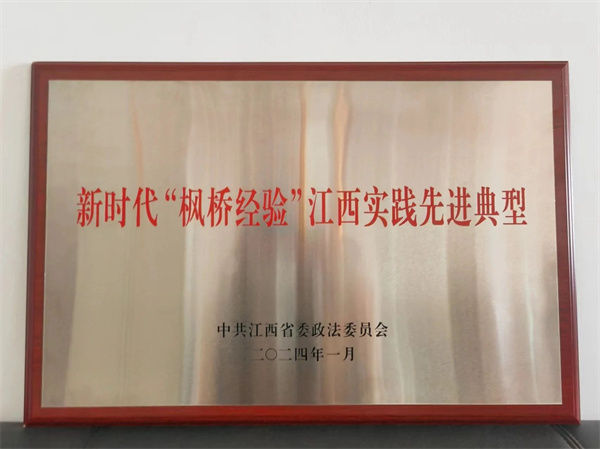 新时代“枫桥经验”江西实践先进典型
中共江西省委政法委员会
二〇二四年一月